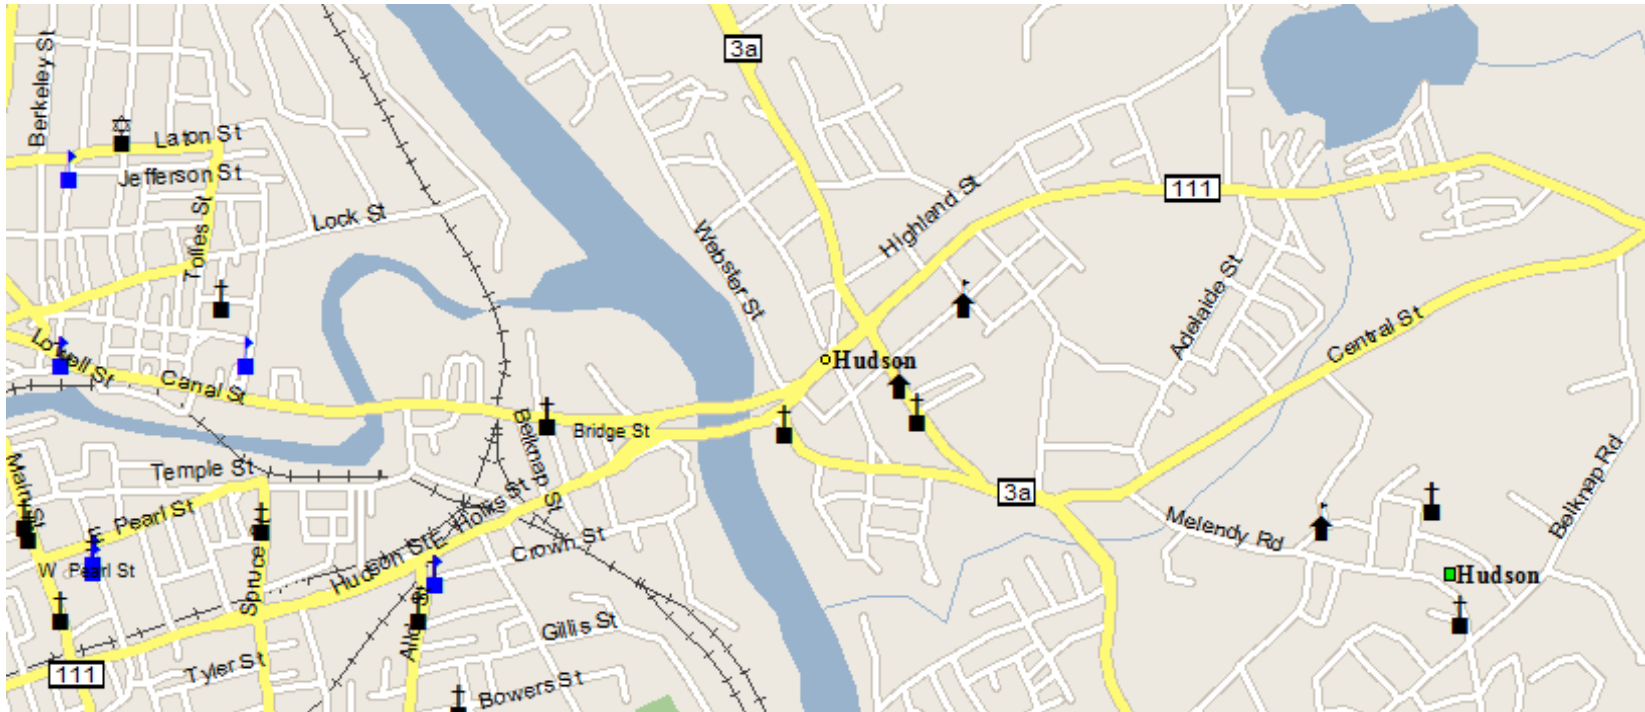 3a
Berkeley St
Laton St
Jefferson St
Tolles St
Lock St
Highland St
111
Webster St
Adelaide St
Central St
Lowell St
Canal St
Hudson
Belknap St
Bridge St
Main St
Temple St
E Pearl St
E Hollis St
3a
Melendy Rd
Belknap Rd
W Pearl St
Spruce
Hudson St
Crown St
Hudson
Gillis St
111
Tyler St
Bowers St